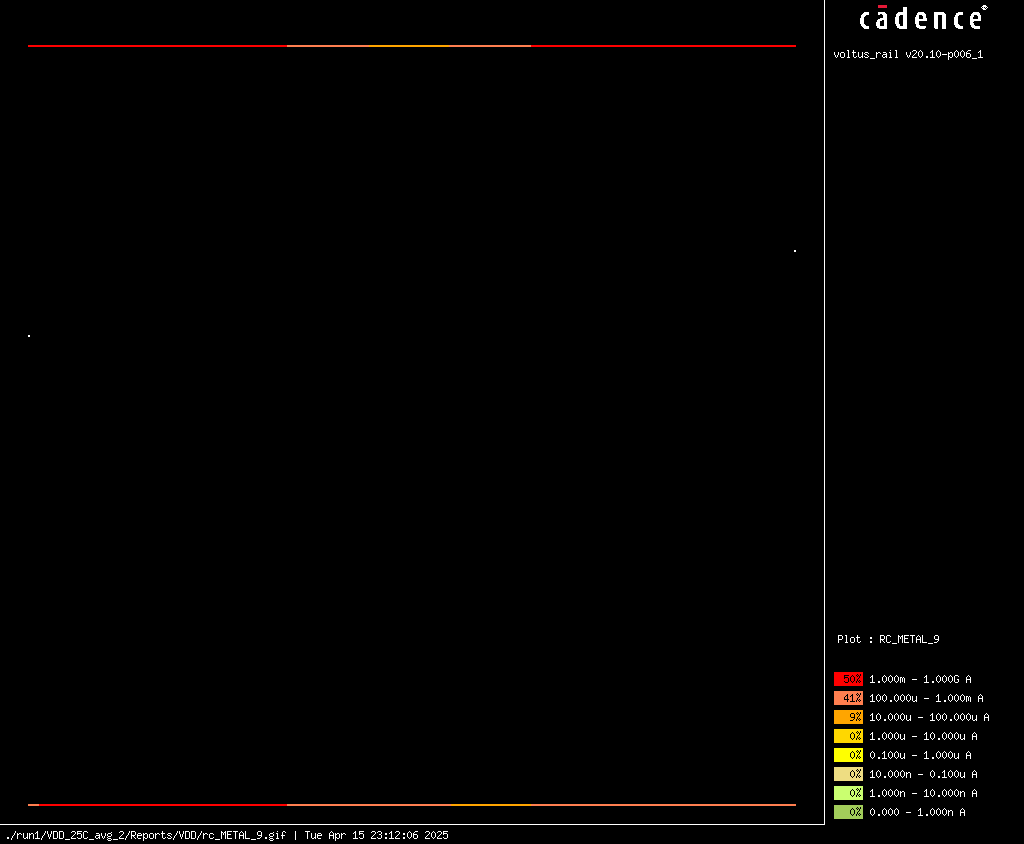 cādence®
voltus_rail v20.10-p006_1
Plot : RC_METAL_9
50% 1.000m - 1.000G A
41% 100.000u - 1.000m A
9% 10.000u - 100.000u A
0% 1.000u - 10.000u A
0% 0.100u - 1.000u A
0% 10.000n - 0.100u A
0% 1.000n - 10.000n A
0% 0.000 - 1.000n A
./run1/VDD_25C_avg_2/Reports/VDD/rc_METAL_9.gif | Tue Apr 15 23:12:06 2025